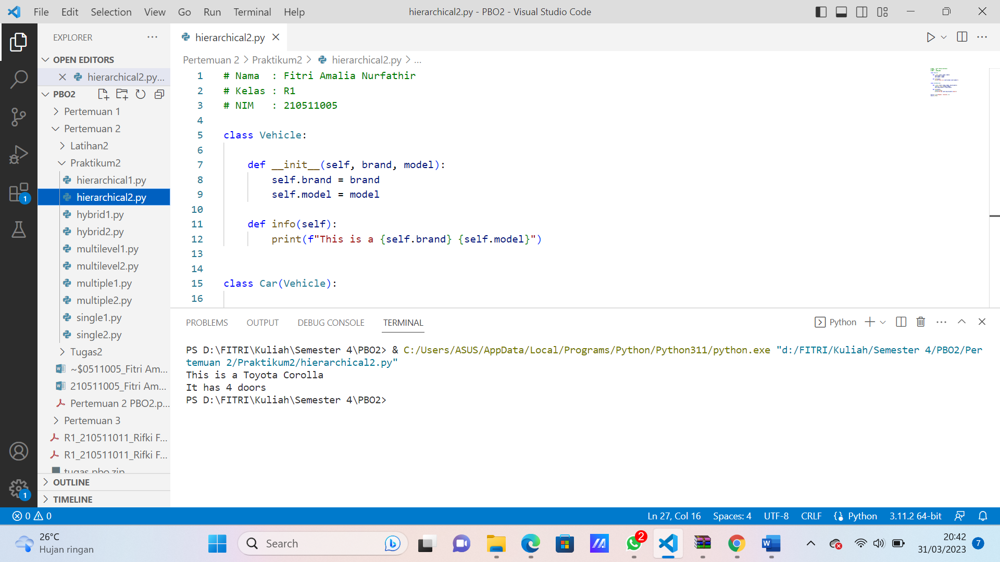 File Edit Selection View Go Run Terminal Help
hierarchical2.py - PBO2 - Visual Studio Code
EXPLORER
OPEN EDITORS
hierarchical2.py...
PBO2
Pertemuan 1
Pertemuan 2
Latihan2
Praktikum2
hierarchical1.py
hierarchical2.py
hybrid1.py
hybrid2.py
multilevel1.py
multilevel2.py
multiple1.py
multiple2.py
single1.py
single2.py
Tugas2
~$0511005_Fitri Am...
210511005_Fitri Am...
Pertemuan 2 PBO2.p...
Pertemuan 3
R1_210511011_Rifki F...
R1_210511011_Rifki F...
tugas pbo.zip
OUTLINE
TIMELINE
1
1
hierarchical2.py
Pertemuan 2 > Praktikum2 > hierarchical2.py > ...
1 # Nama  : Fitri Amalia Nurfathir
2 # Kelas : R1
3 # NIM   : 210511005
4
5 class Vehicle:
6
7     def __init__(self, brand, model):
8         self.brand = brand
9         self.model = model
10
11     def info(self):
12         print(f"This is a {self.brand} {self.model}")
13
14
15 class Car(Vehicle):
16
PROBLEMS OUTPUT DEBUG CONSOLE TERMINAL
Python
PS D:\FITRI\Kuliah\Semester 4\PBO2> & C:/Users/ASUS/AppData/Local/Programs/Python/Python311/python.exe "d:/FITRI/Kuliah/Semester 4/PBO2/Per
temuan 2/Praktikum2/hierarchical2.py"
This is a Toyota Corolla
It has 4 doors
PS D:\FITRI\Kuliah\Semester 4\PBO2>
0 0
Ln 27, Col 16 Spaces: 4 UTF-8 CRLF Python 3.11.2 64-bit
26°C
Hujan ringan
Search
2
20:42
31/03/2023
7